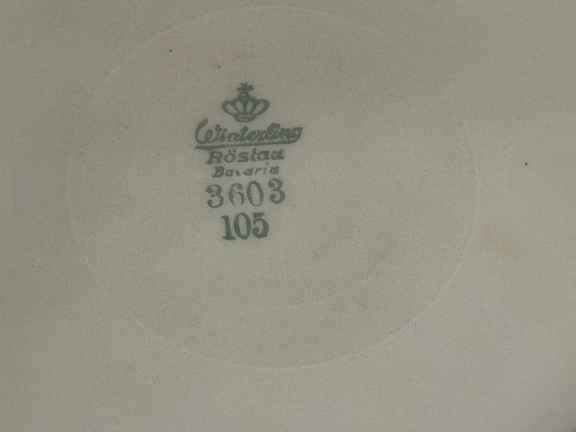 Winterling
Röslau
Bavaria
3603
105